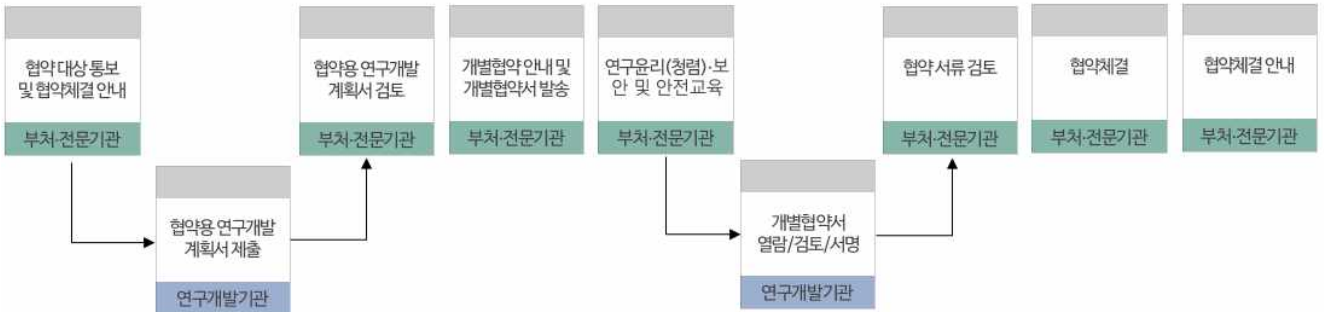 협약 대상 통보
및 협약체결 안내
부처·전문기관
협약용 연구개발
계획서 제출
연구개발기관
협약용 연구개발
계획서 검토
부처·전문기관
개별협약 안내 및
개별협약서 발송
부처·전문기관
연구윤리(청렴)·보
안 및 안전교육
부처·전문기관
개별협약서
열람/검토/서명
연구개발기관
협약 서류 검토
부처·전문기관
협약체결
부처·전문기관
협약체결 안내
부처·전문기관